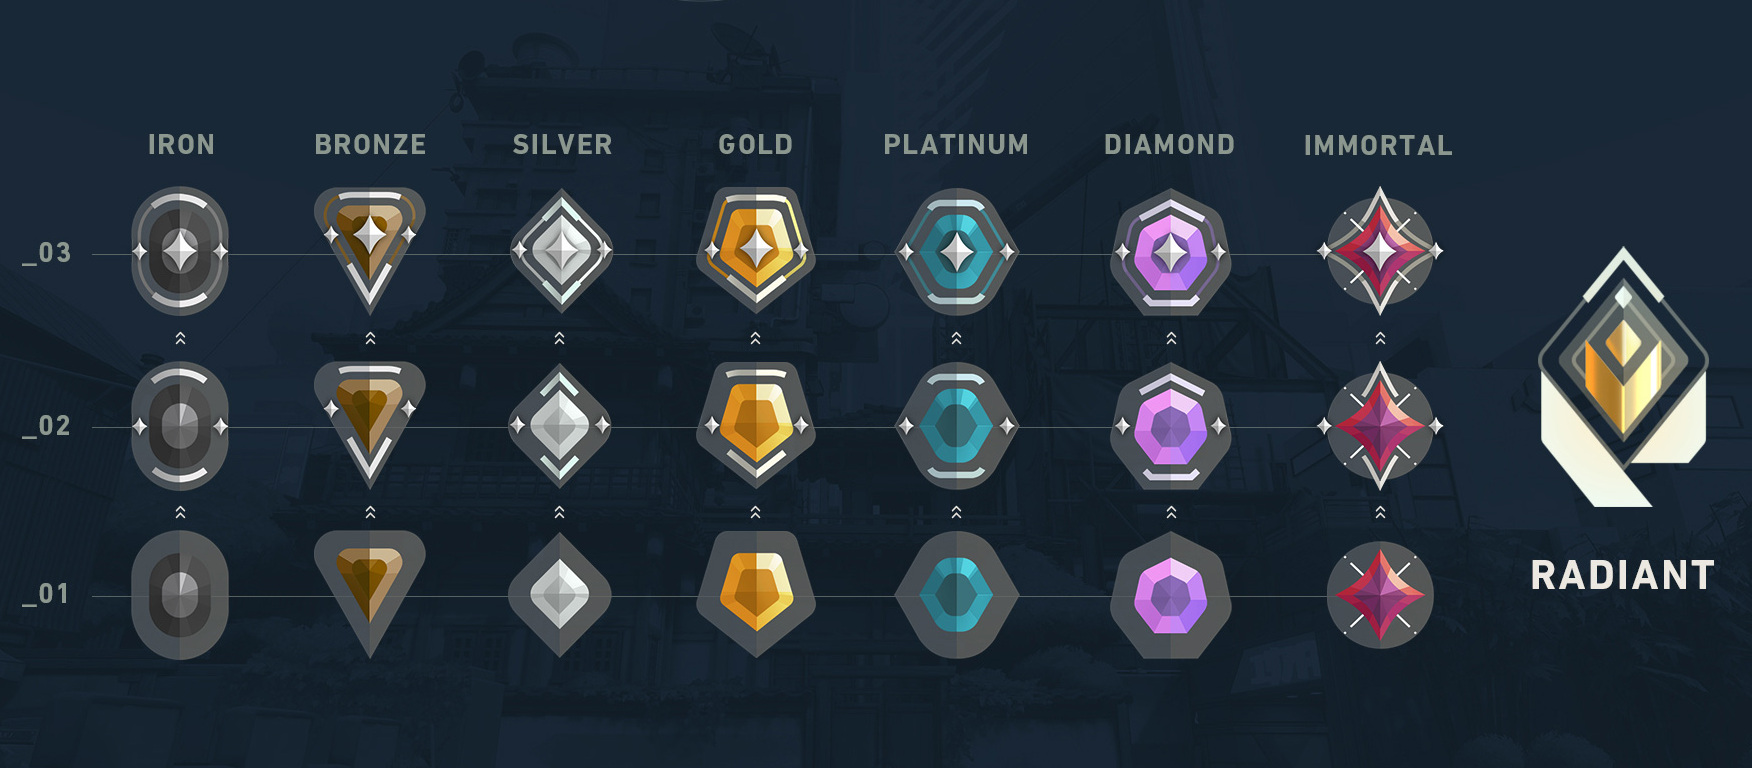 IRON
BRONZE
SILVER
GOLD
PLATINUM
DIAMOND
IMMORTAL
_03
_02
_01
RADIANT